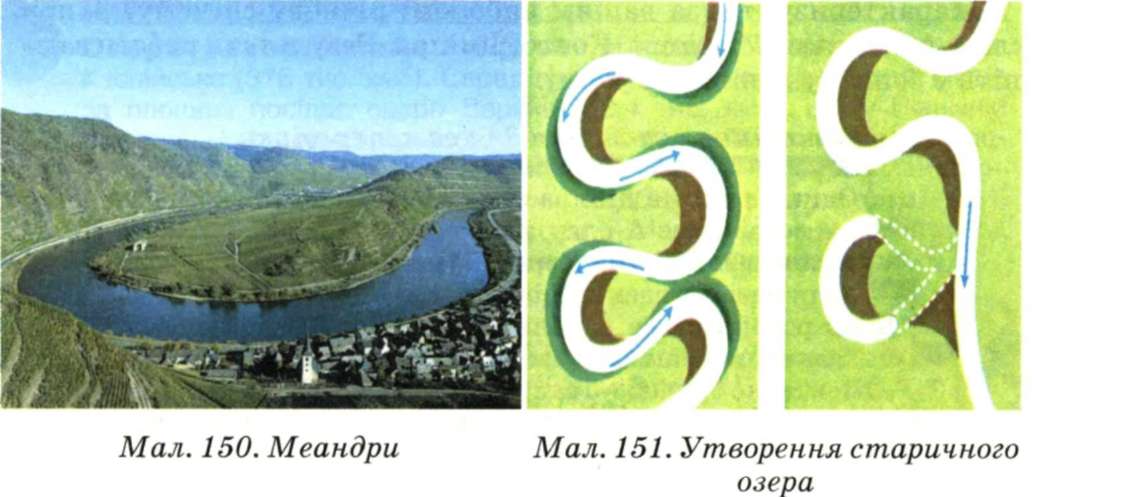 Мал. 150. Меандри
Мал. 151. Утворення старичного
озера